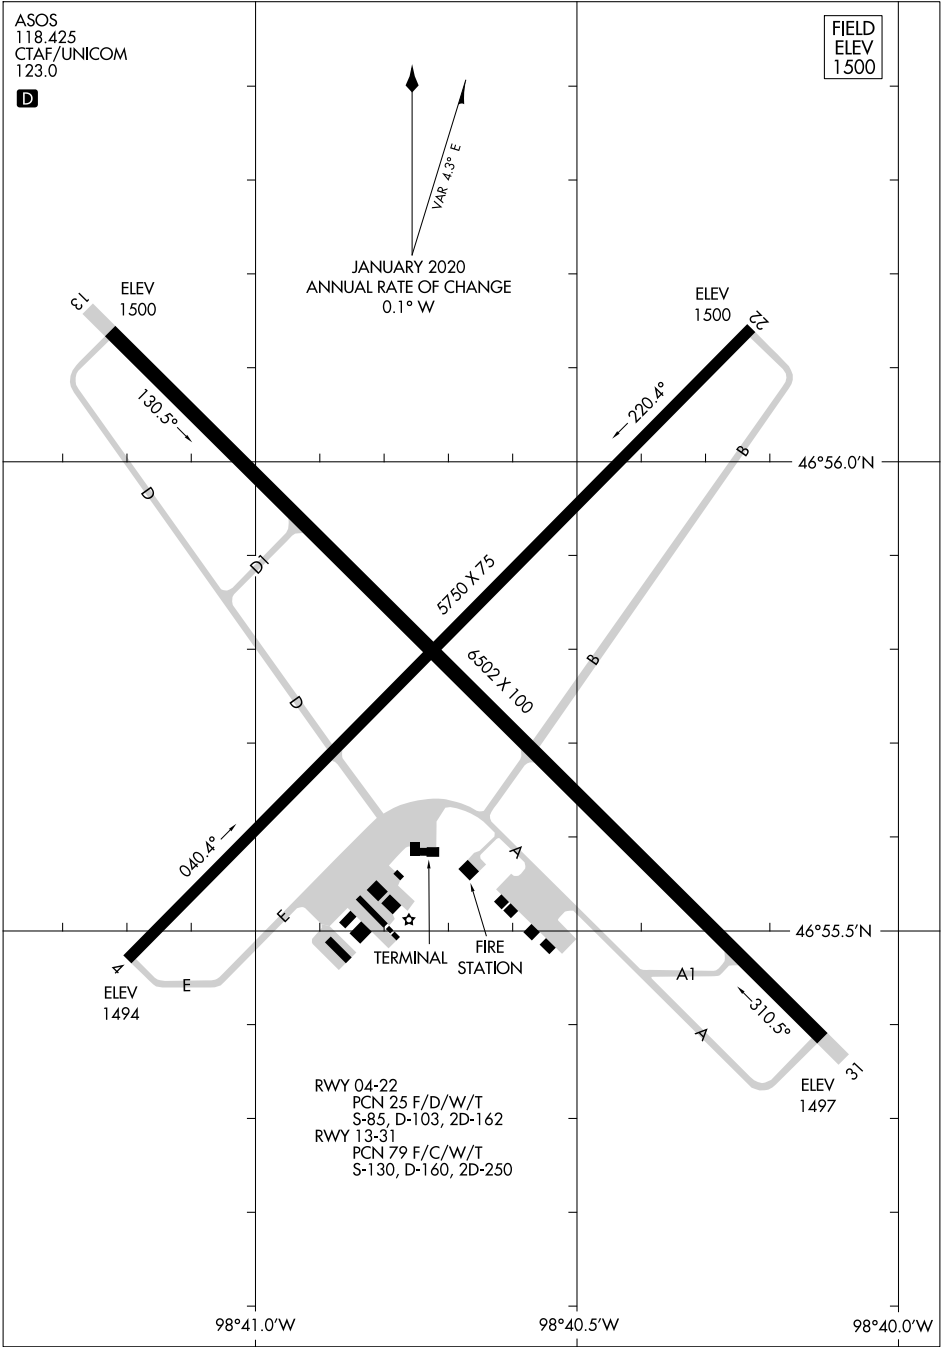 ASOS
118.425
CTAF/UNICOM
123.0
D
FIELD
ELEV
1500
VAR 4.3° E
JANUARY 2020
ANNUAL RATE OF CHANGE
0.1° W
13
ELEV
1500
ELEV
1500
22
130.5°
220.4°
B
46°56.0'N
D
D1
5750 X 75
6502 X 100
B
D
040.4°
A
E
TERMINAL
FIRE
STATION
46°55.5'N
4
ELEV
1494
E
A1
310.5°
A
31
ELEV
1497
RWY 04-22
PCN 25 F/D/W/T
S-85, D-103, 2D-162
RWY 13-31
PCN 79 F/C/W/T
S-130, D-160, 2D-250
98°41.0'W
98°40.5'W
98°40.0'W